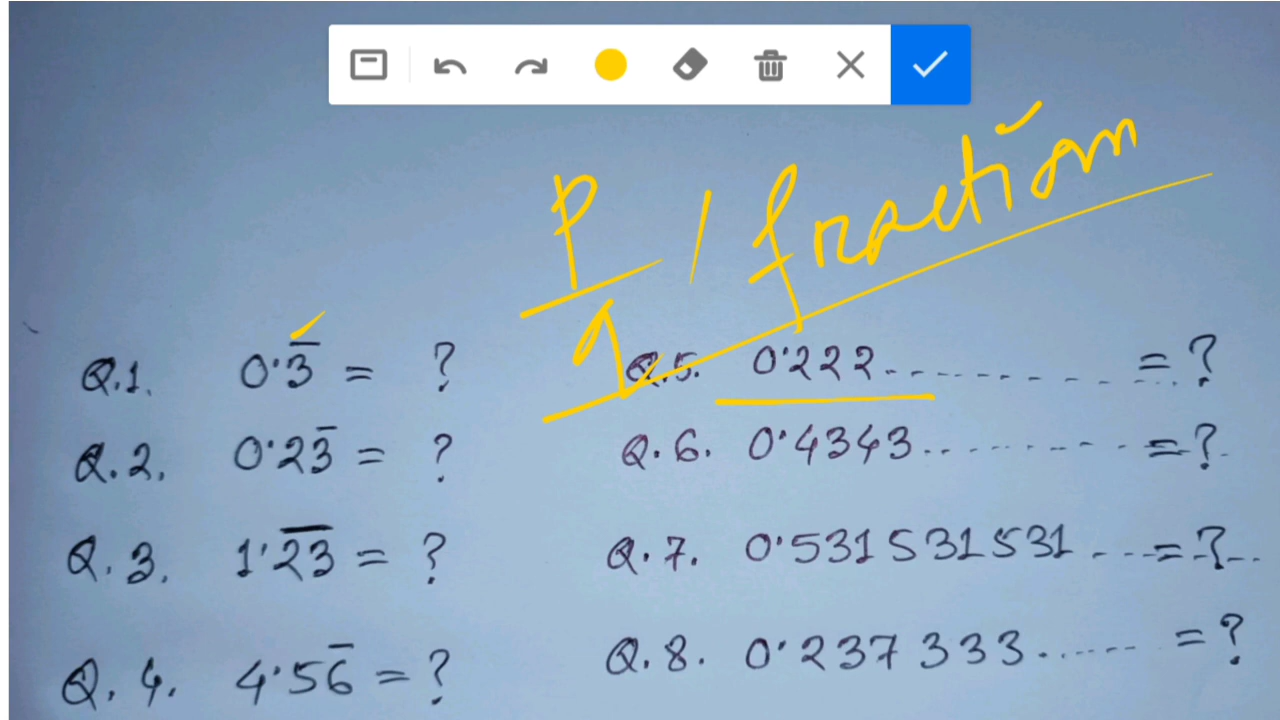 p/q / fraction
Q.1. 0·3̅ = ?
Q.2. 0·23̅ = ?
Q.3. 1·2̅3̅ = ?
Q.4. 4·56̅ = ?
Q.5. 0·222.............. = ?
Q.6. 0·4343............ = ?
Q.7. 0·531531531.......= ?
Q.8. 0·237333....... = ?